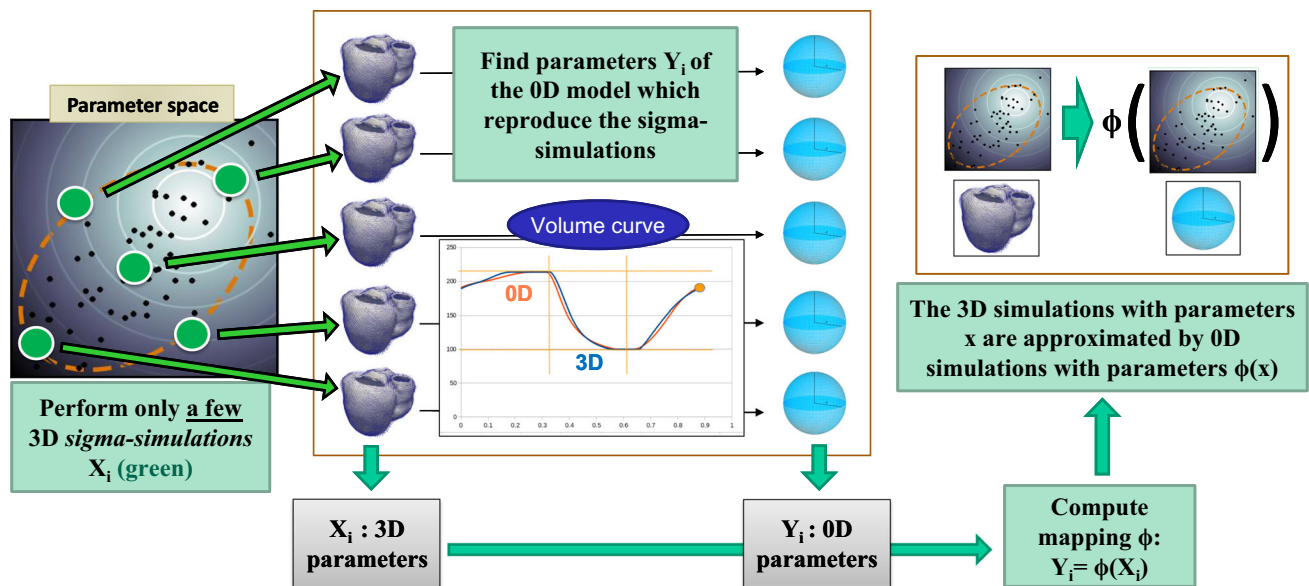 Parameter space
Perform only a few
3D sigma-simulations
Xi (green)
Find parameters Yi of
the 0D model which
reproduce the sigma-
simulations
Volume curve
250
200
150
100
50
0
0
0.1
0.2
0.3
0.4
0.5
0.6
0.7
0.8
0.9
1
0D
3D
Xi : 3D
parameters
Yi : 0D
parameters
Compute
mapping ϕ:
Yi= ϕ(Xi)
The 3D simulations with parameters
x are approximated by 0D
simulations with parameters ϕ(x)
ϕ( )